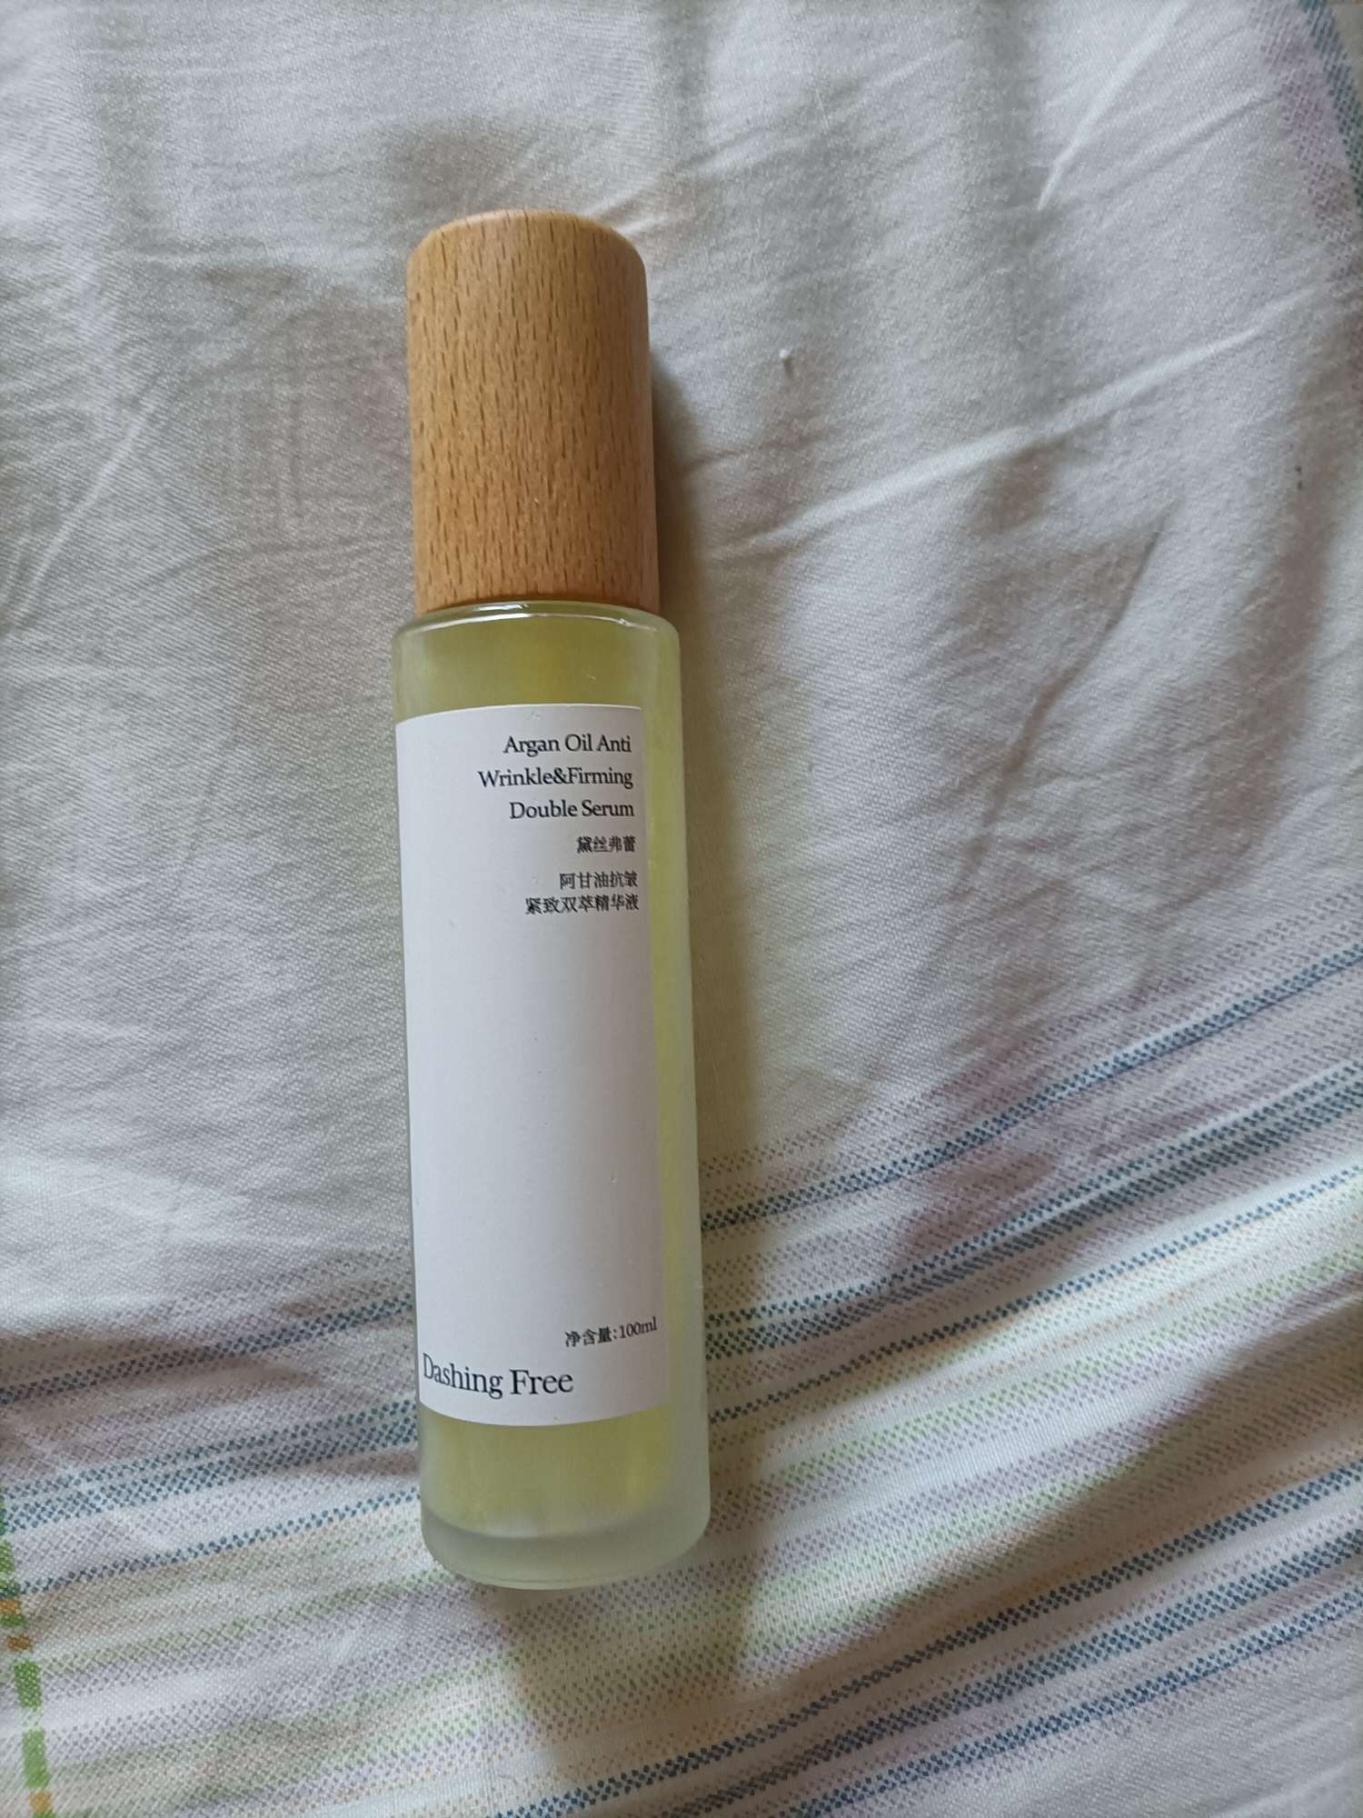 Argan Oil Anti
Wrinkle&Firming
Double Serum
黛丝弗蕾
阿甘油抗皱
紧致双萃精华液
净含量:100ml
Dashing Free